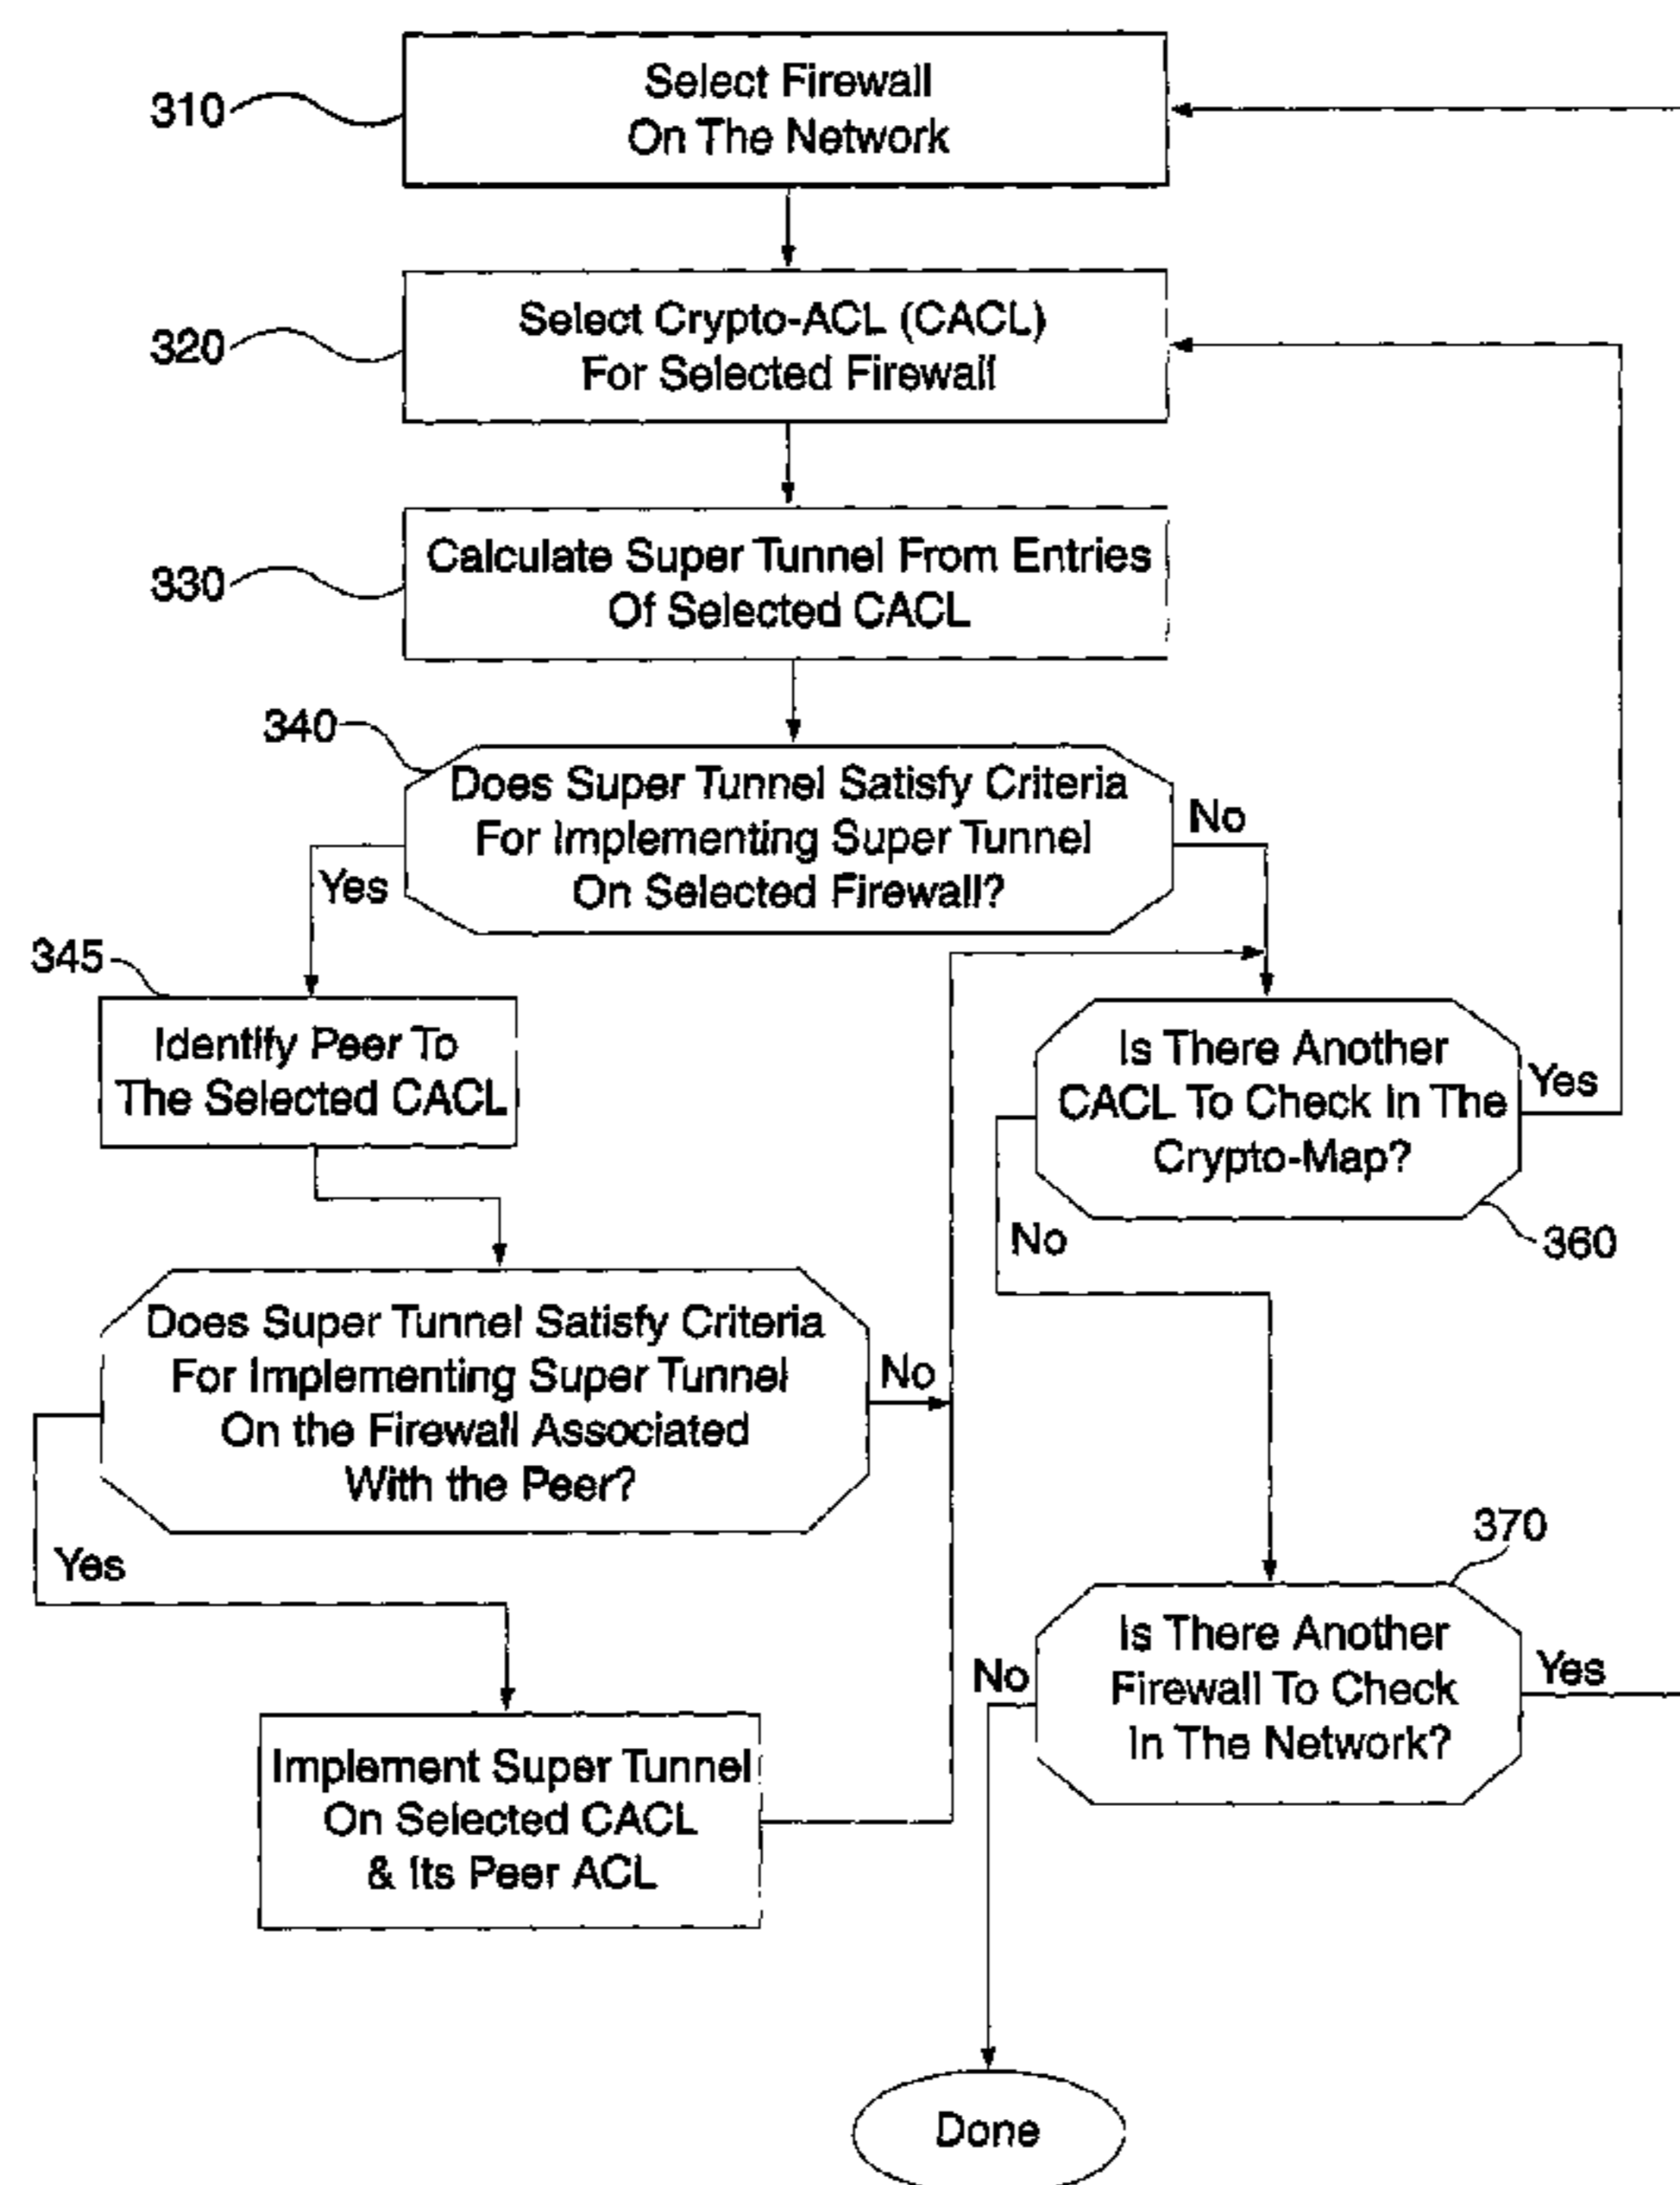 310
Select Firewall
On The Network
320
Select Crypto-ACL (CACL)
For Selected Firewall
330
Calculate Super Tunnel From Entries
Of Selected CACL
340
Does Super Tunnel Satisfy Criteria
For Implementing Super Tunnel
On Selected Firewall?
No
Yes
345
Identify Peer To
The Selected CACL
Is There Another
CACL To Check In The
Crypto-Map?
Yes
No
360
Does Super Tunnel Satisfy Criteria
For Implementing Super Tunnel
On the Firewall Associated
With the Peer?
No
Yes
370
Is There Another
Firewall To Check
In The Network?
No
Yes
Implement Super Tunnel
On Selected CACL
& Its Peer ACL
Done